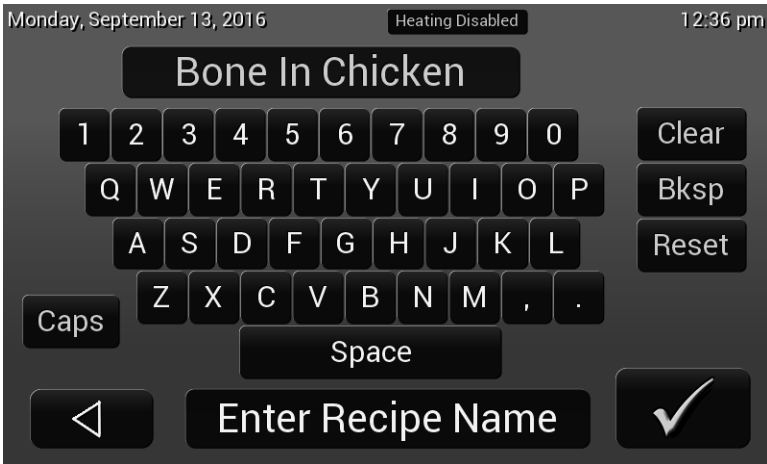 Monday, September 13, 2016 Heating Disabled 12:36 pm
Bone In Chicken
1 2 3 4 5 6 7 8 9 0 Clear
Q W E R T Y U I O P Bksp
A S D F G H J K L Reset
Z X C V B N M , .
Caps
Space
Enter Recipe Name